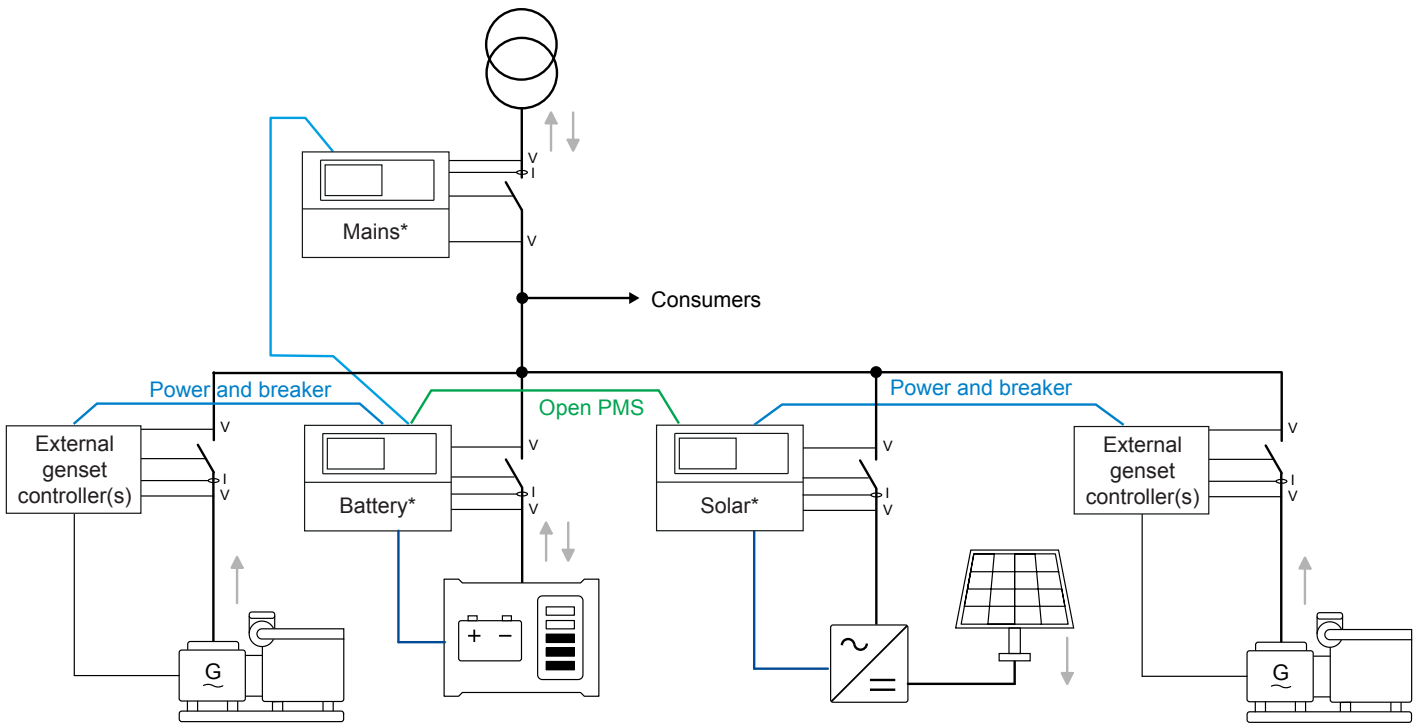 V
I
Mains*
V
Consumers
Power and breaker
Open PMS
Power and breaker
External
genset
controller(s)
V
I
V
Battery*
V
I
V
Solar*
V
I
V
External
genset
controller(s)
V
I
V
+ −
G
G